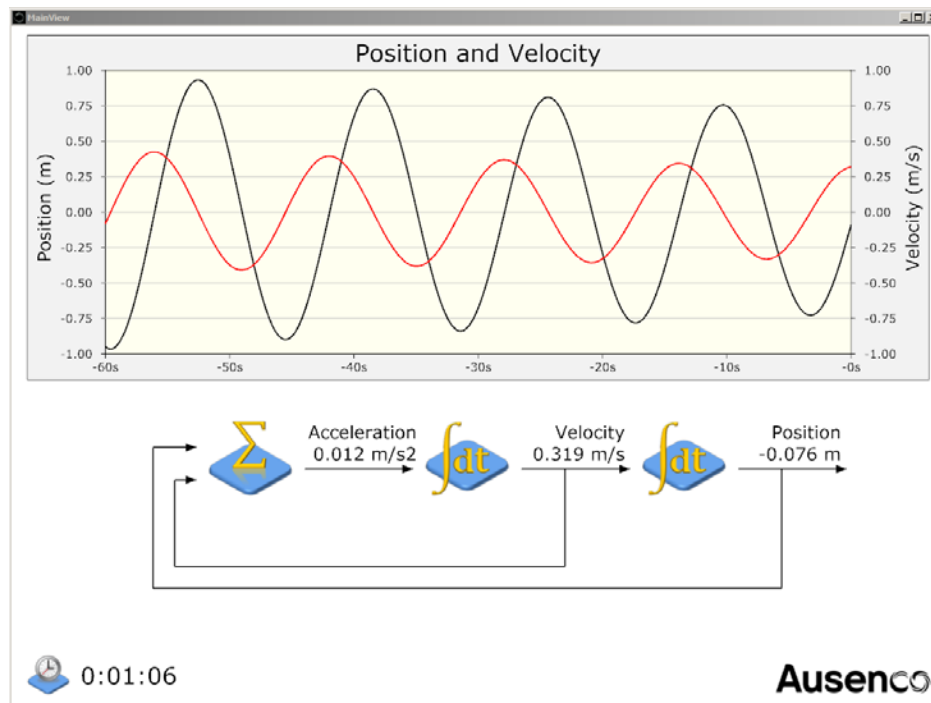 MainView
Position and Velocity
1.00 1.00
0.75 0.75
0.50 0.50
0.25 0.25
0.00 0.00
-0.25 -0.25
-0.50 -0.50
-0.75 -0.75
-1.00 -1.00
Position (m)
Velocity (m/s)
-60s -50s -40s -30s -20s -10s -0s
Σ
Acceleration
0.012 m/s2
∫dt
Velocity
0.319 m/s
∫dt
Position
-0.076 m
0:01:06
Ausenco